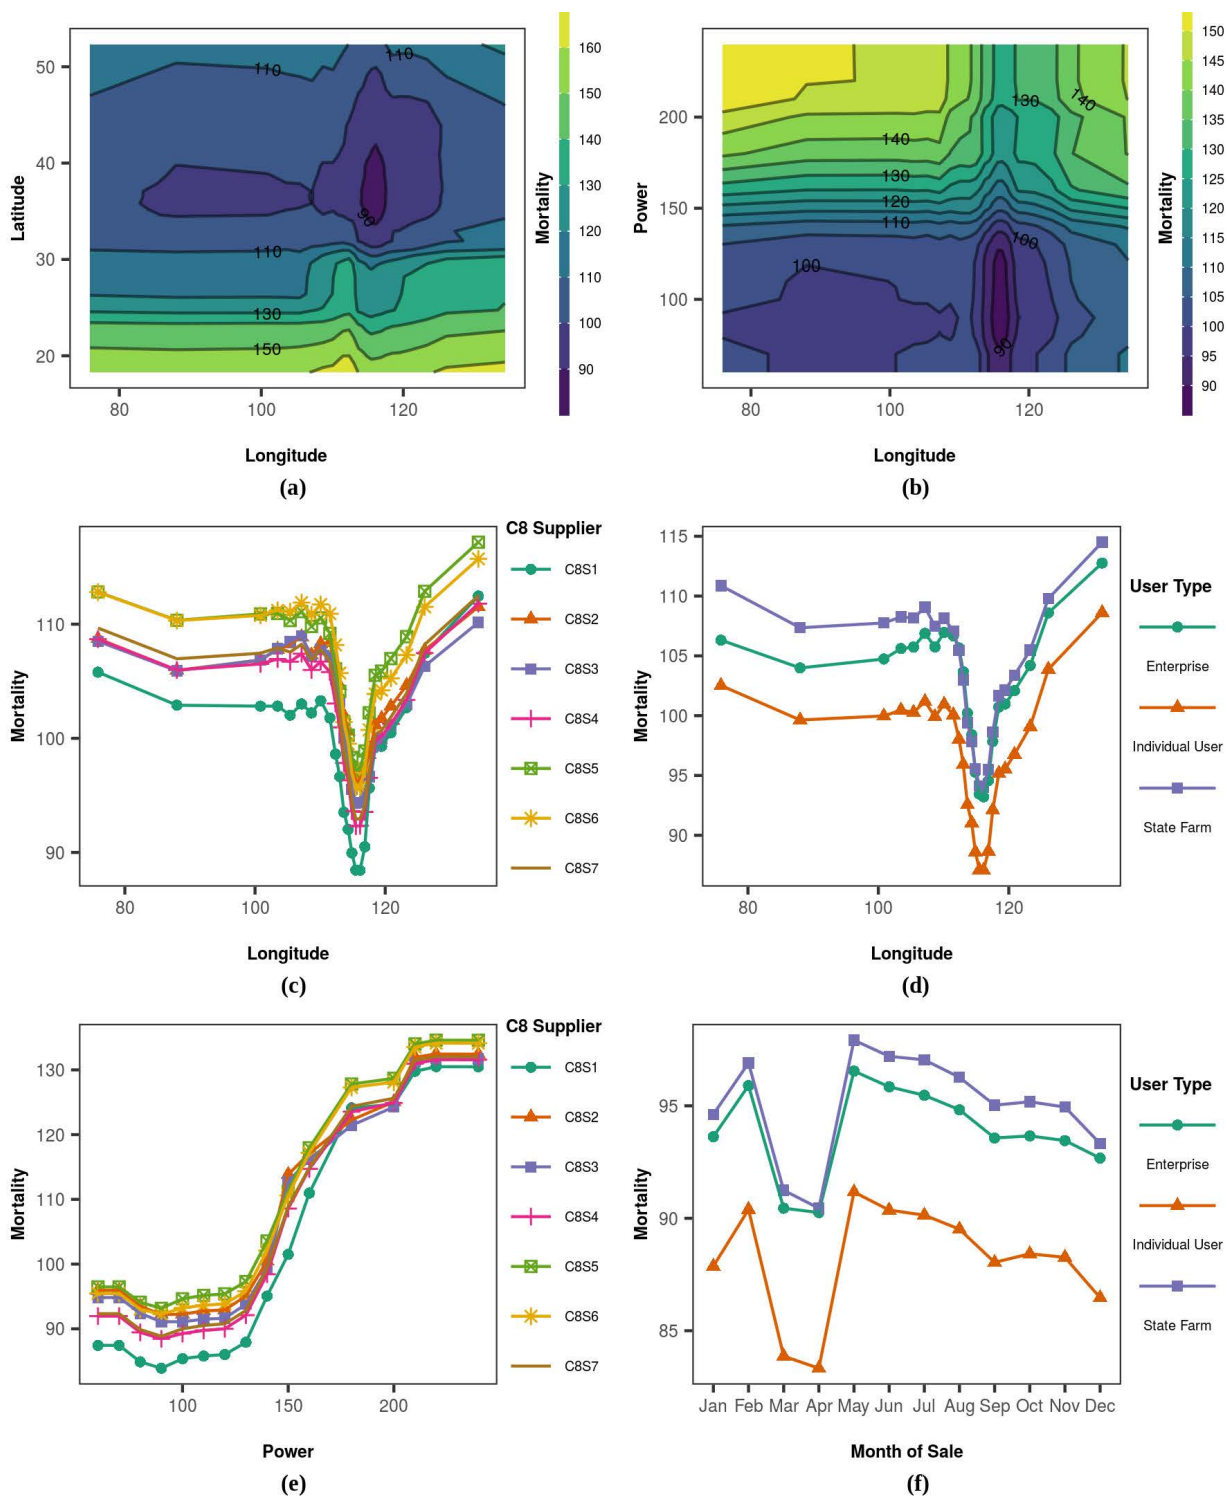 50
40
30
20
Latitude
110
110
90
110
130
150
80
100
120
Longitude
Mortality
160
150
140
130
120
110
100
90
(a)
200
150
100
Power
130
140
140
130
120
110
100
100
90
80
100
120
Longitude
Mortality
150
145
140
135
130
125
120
115
110
105
100
95
90
(b)
110
100
90
Mortality
80
100
120
Longitude
C8 Supplier
C8S1
C8S2
C8S3
C8S4
C8S5
C8S6
C8S7
(c)
115
110
105
100
95
90
Mortality
80
100
120
Longitude
User Type
Enterprise
Individual User
State Farm
(d)
130
120
110
100
90
Mortality
100
150
200
Power
C8 Supplier
C8S1
C8S2
C8S3
C8S4
C8S5
C8S6
C8S7
(e)
95
90
85
Mortality
Jan Feb Mar Apr May Jun Jul Aug Sep Oct Nov Dec
Month of Sale
User Type
Enterprise
Individual User
State Farm
(f)